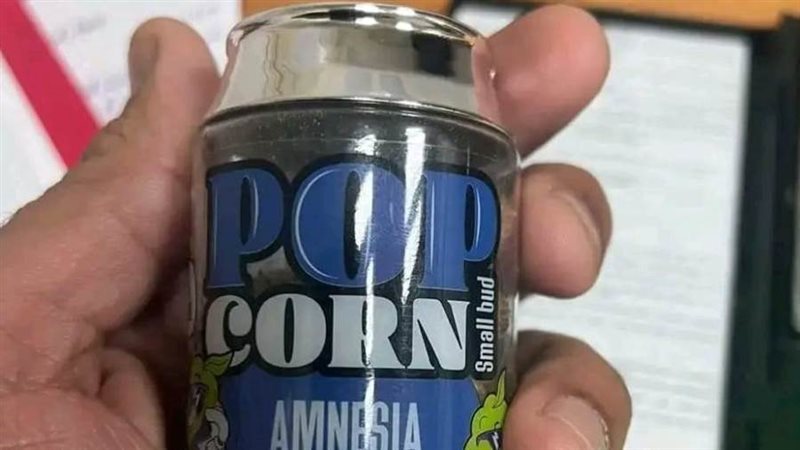 POP
CORN
Small bud
AMNESIA